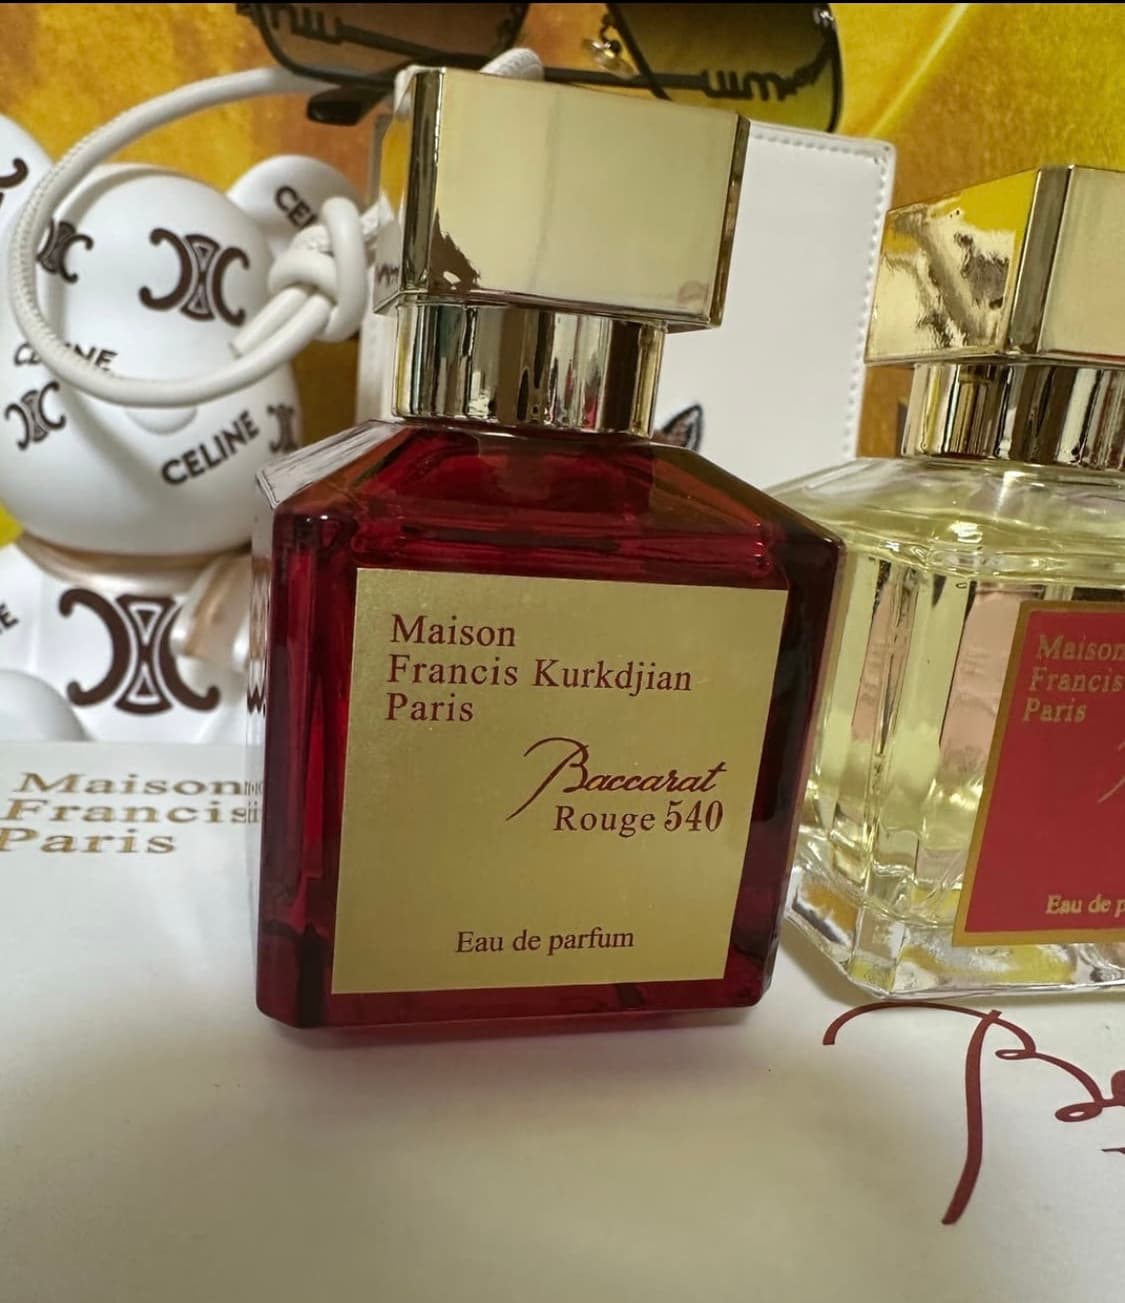 CELINE
CELINE
Maison
Francis Kurkdjian
Paris
Baccarat
Rouge 540
Eau de parfum
Maison
Francis
Paris
Eau de
Maison
Francis
Paris